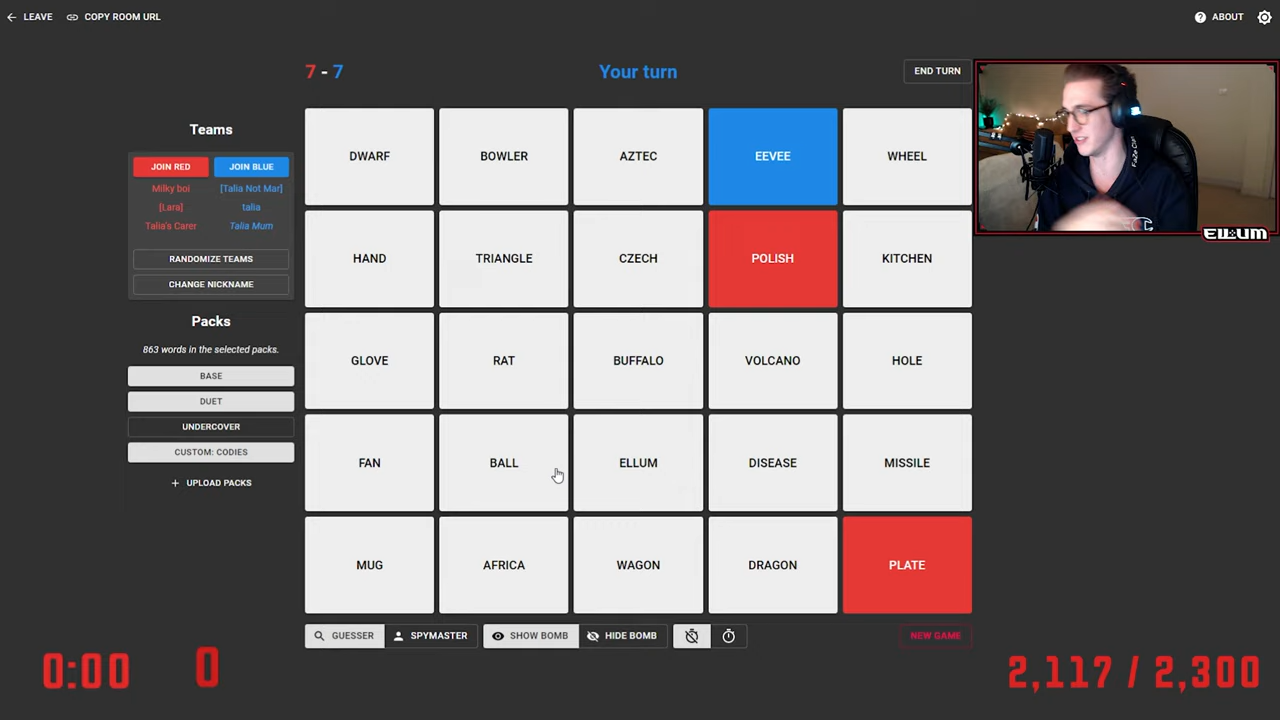 LEAVE COPY ROOM URL ABOUT
7 - 7 Your turn END TURN
Teams
JOIN RED JOIN BLUE
Milky boi [Talia Not Mar]
[Lara] talia
Talia's Carer Talia Mum
RANDOMIZE TEAMS
CHANGE NICKNAME
Packs
863 words in the selected packs.
BASE
DUET
UNDERCOVER
CUSTOM: CODIES
+ UPLOAD PACKS
DWARF BOWLER AZTEC EEVEE WHEEL
HAND TRIANGLE CZECH POLISH KITCHEN
GLOVE RAT BUFFALO VOLCANO HOLE
FAN BALL ELLUM DISEASE MISSILE
MUG AFRICA WAGON DRAGON PLATE
GUESSER SPYMASTER SHOW BOMB HIDE BOMB NEW GAME
ELLUM
0:00 0 2,117 / 2,300